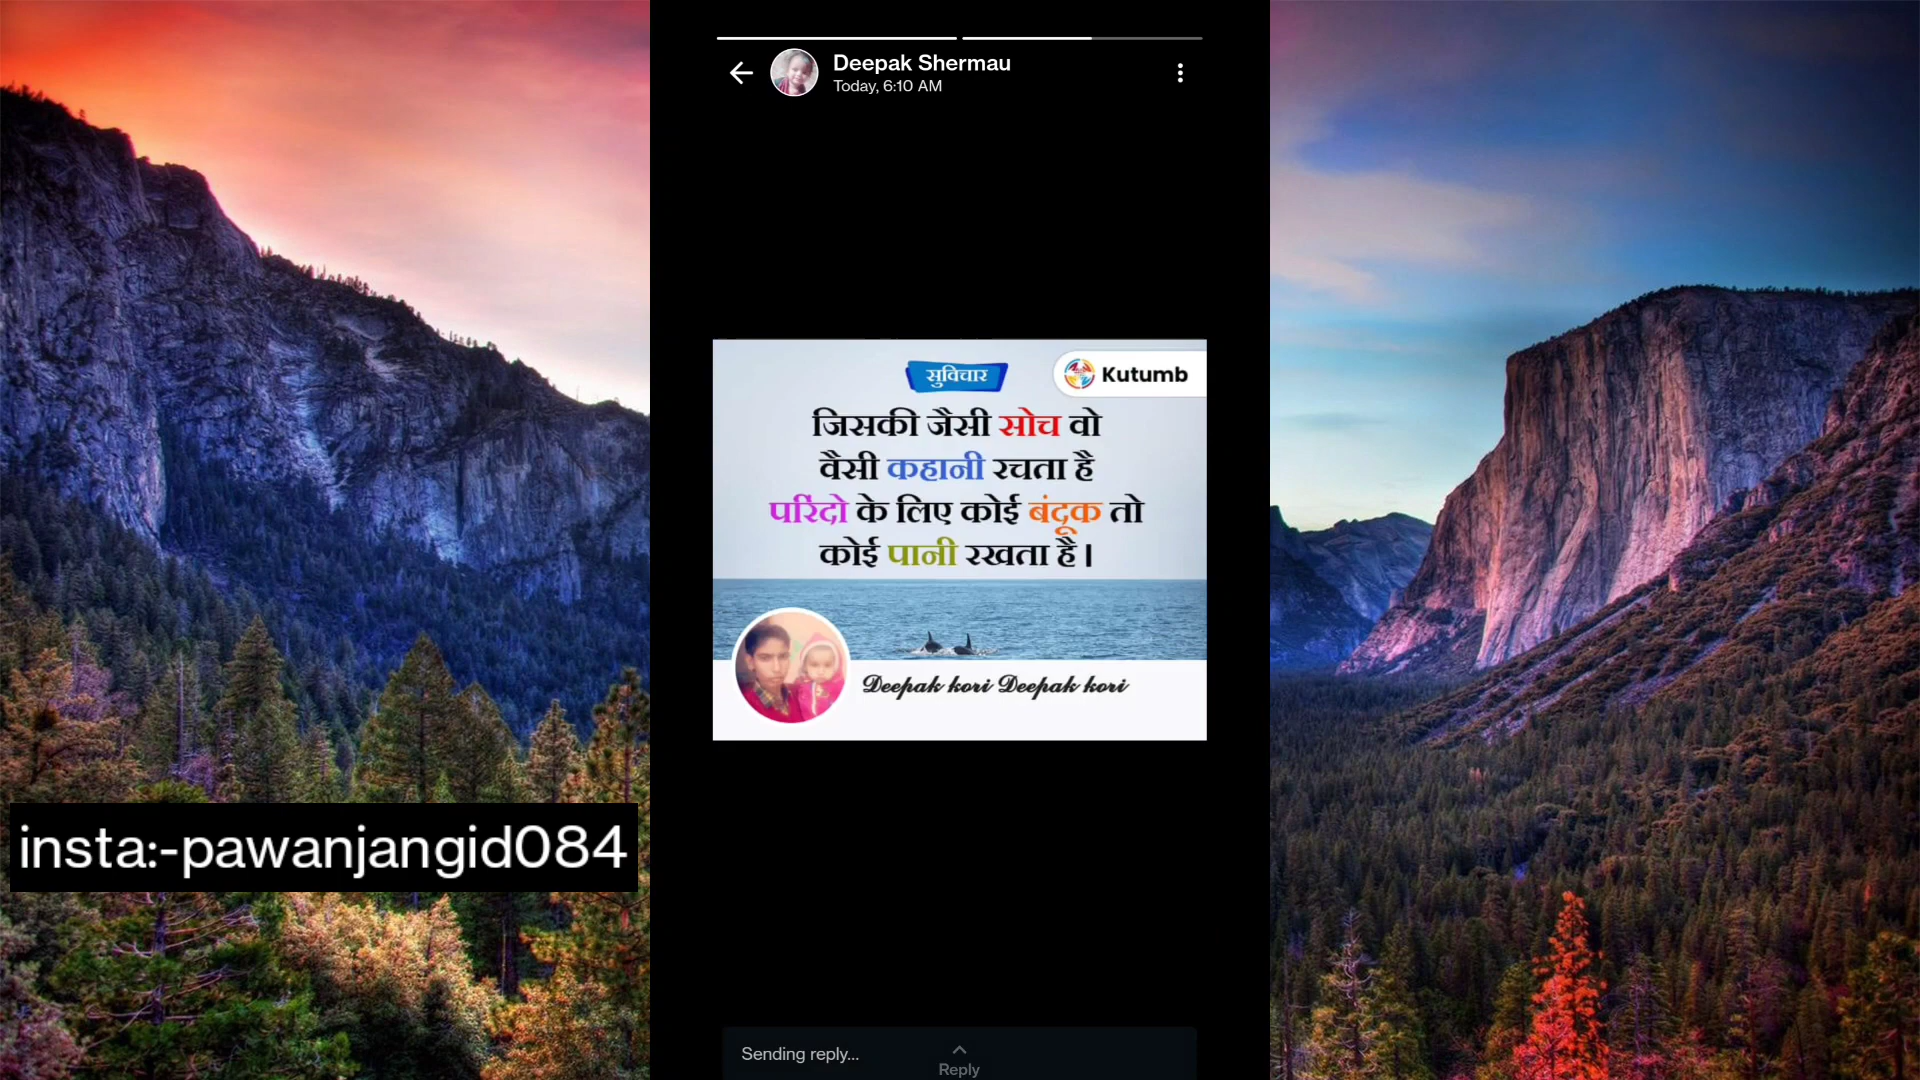 Deepak Shermau
Today, 6:10 AM
सुविचार
Kutumb
जिसकी जैसी सोच वो
वैसी कहानी रचता है
परिंदो के लिए कोई बंदूक तो
कोई पानी रखता है।
Deepak kori Deepak kori
insta:-pawanjangid084
Sending reply...
Reply